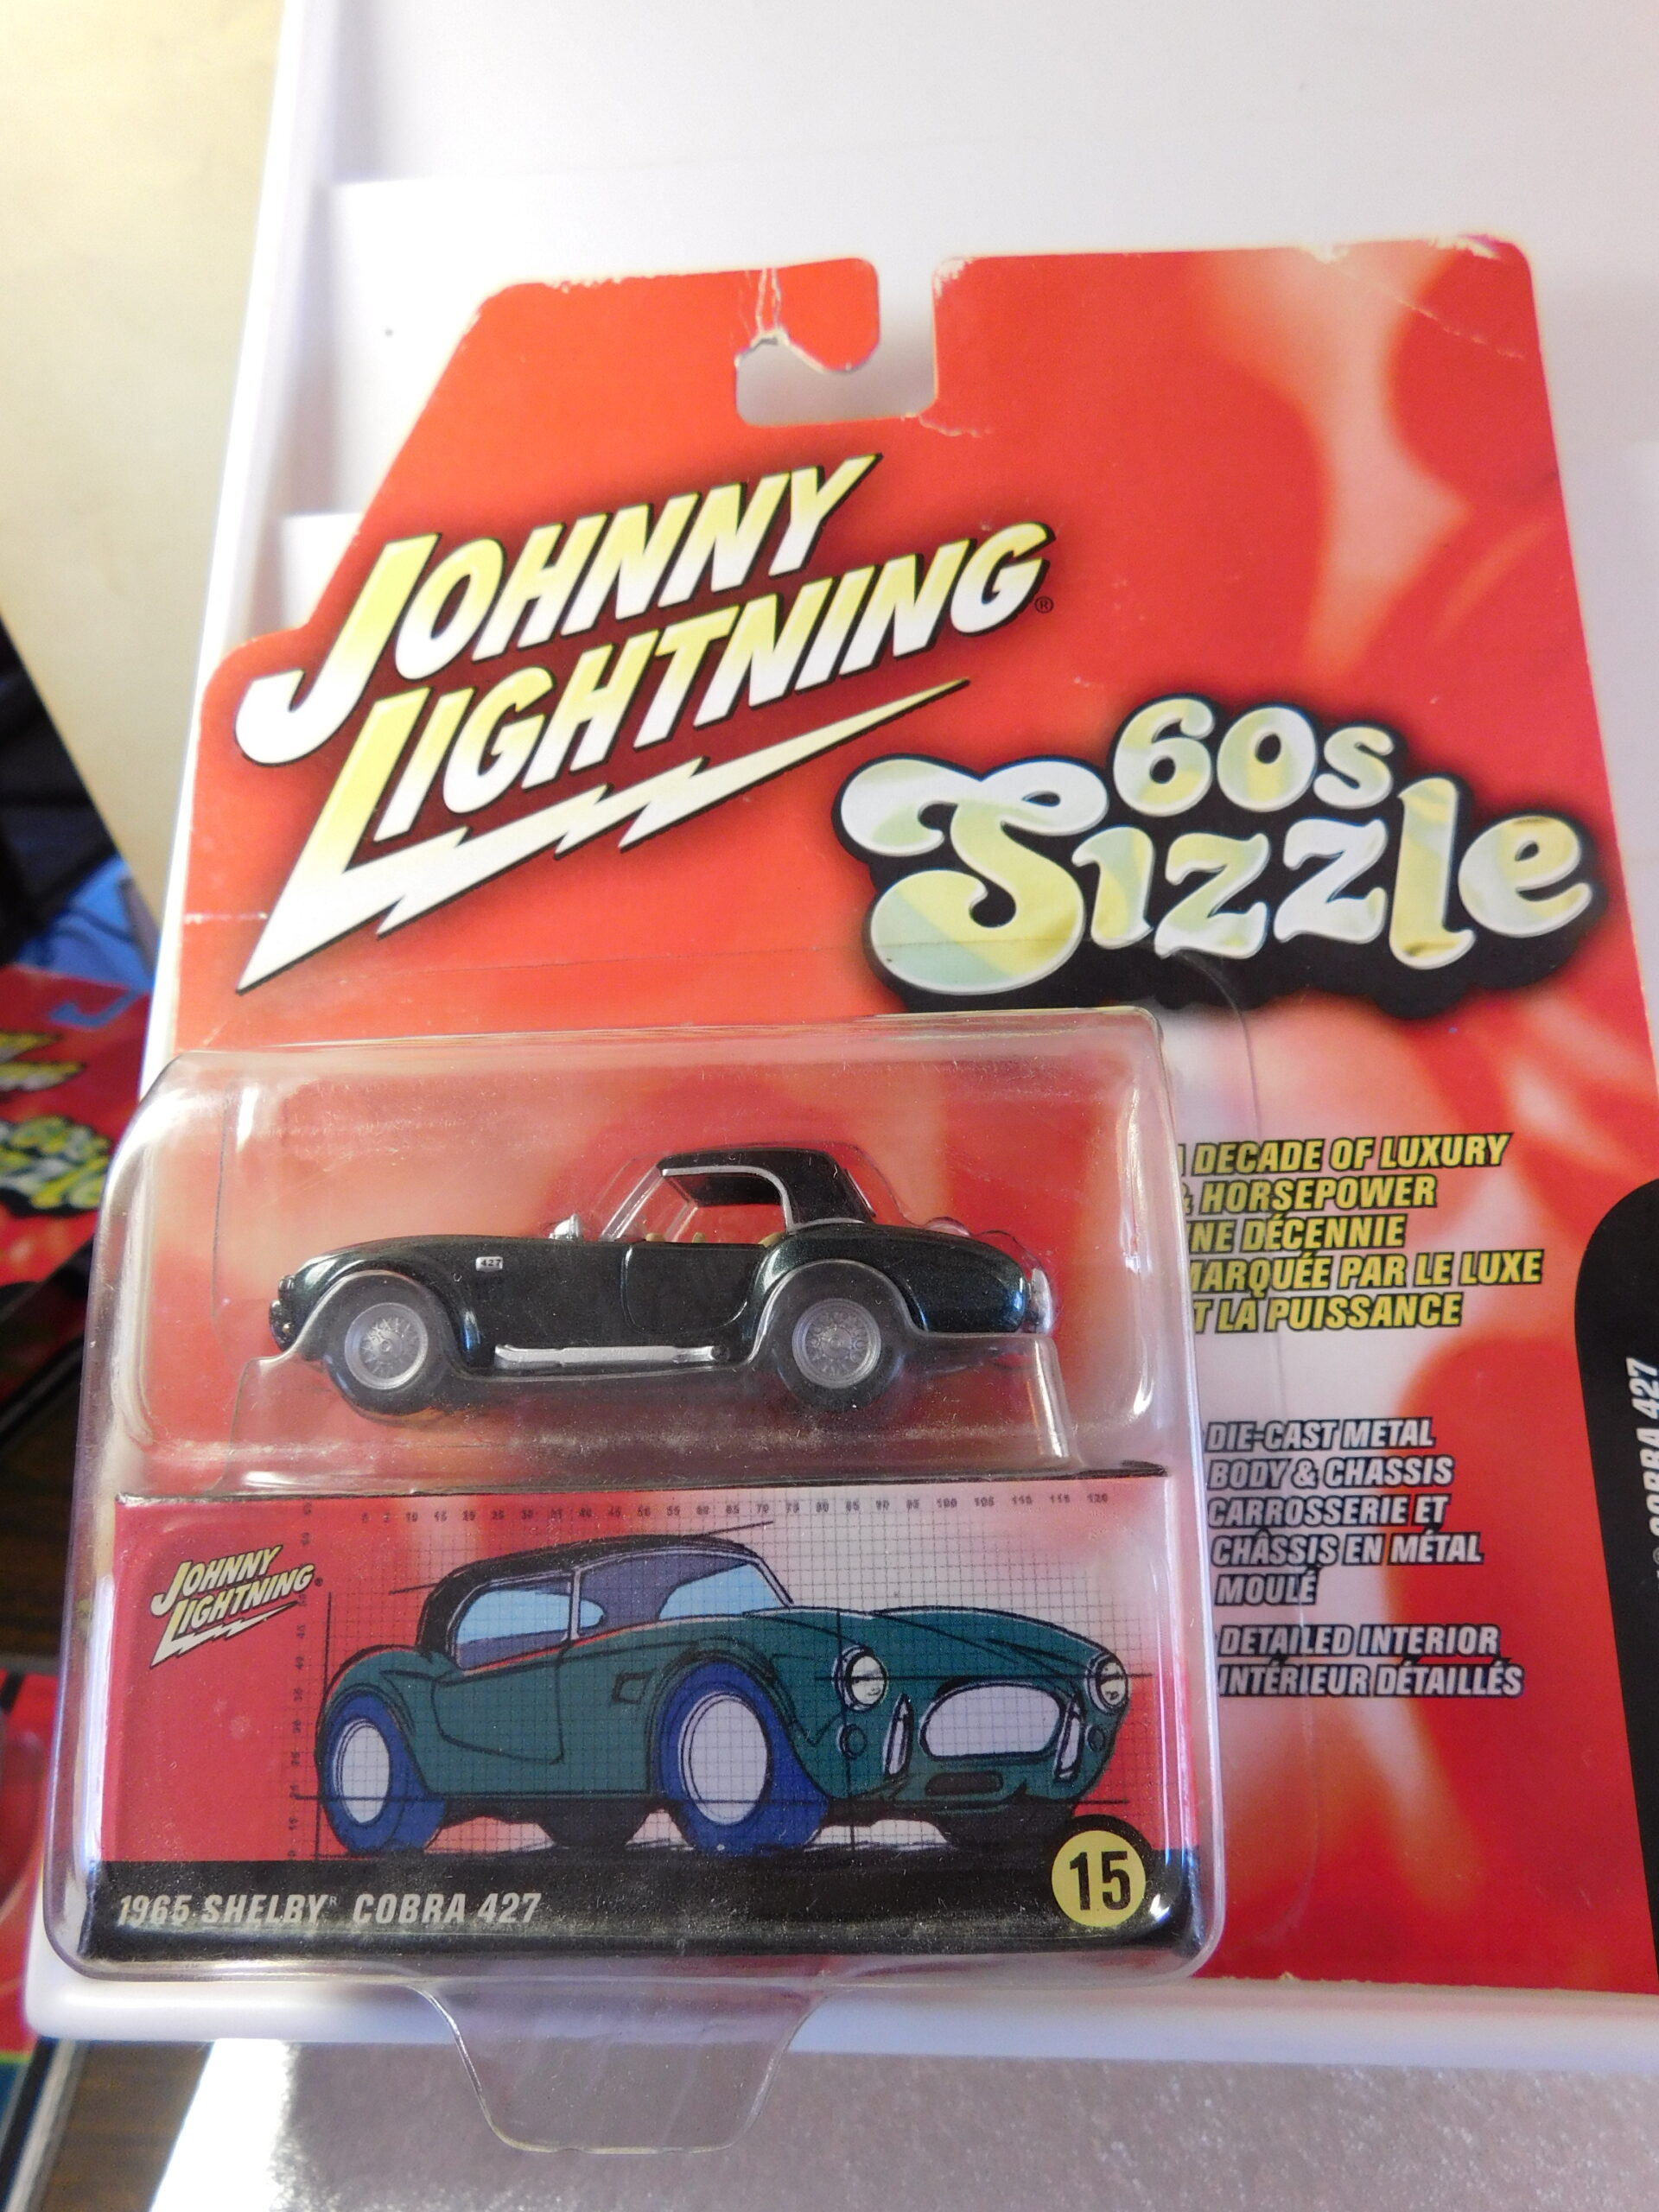 JOHNNY
LIGHTNING®
60s
Sizzle
DECADE OF LUXURY
HORSEPOWER
NE DÉCENNIE
MARQUÉE PAR LE LUXE
T LA PUISSANCE
427
DIE-CAST METAL
BODY & CHASSIS
CARROSSERIE ET
CHÂSSIS EN MÉTAL
MOULÉ
DETAILED INTERIOR
INTÉRIEUR DÉTAILLÉS
COBRA 427
JOHNNY
LIGHTNING®
1965 SHELBY® COBRA 427
15